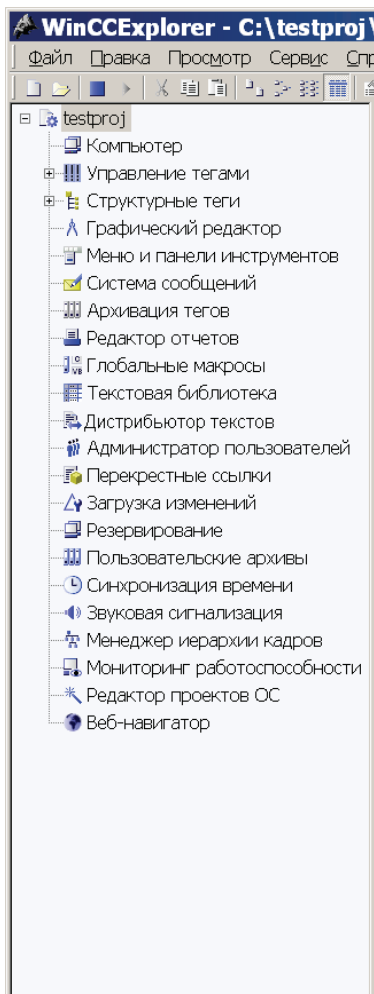 WinCCExplorer - C:\testproj\
Файл Правка Просмотр Сервис Спр
testproj
Компьютер
Управление тегами
Структурные теги
Графический редактор
Меню и панели инструментов
Система сообщений
Архивация тегов
Редактор отчетов
Глобальные макросы
Текстовая библиотека
Дистрибьютор текстов
Администратор пользователей
Перекрестные ссылки
Загрузка изменений
Резервирование
Пользовательские архивы
Синхронизация времени
Звуковая сигнализация
Менеджер иерархии кадров
Мониторинг работоспособности
Редактор проектов ОС
Веб-навигатор